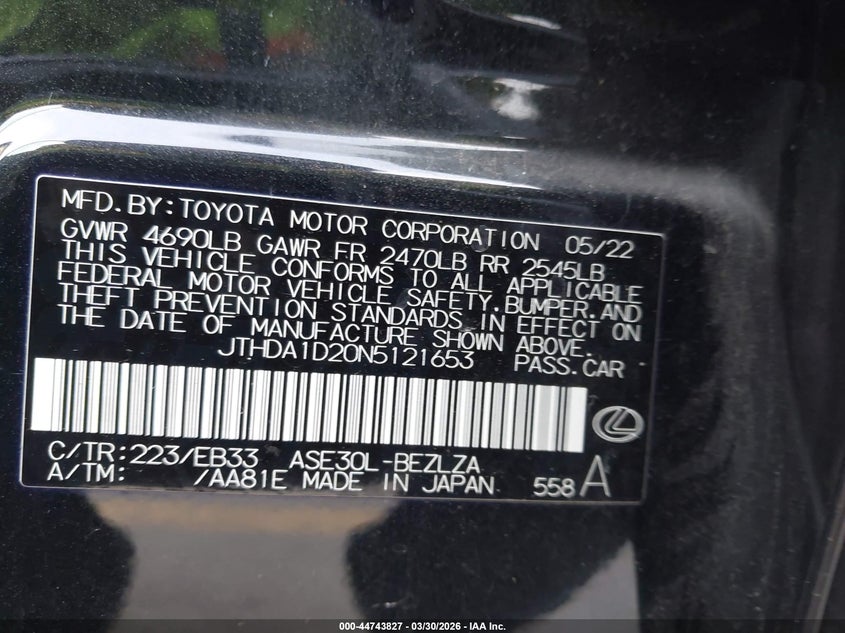 MFD.BY:TOYOTA MOTOR CORPORATION 05/22
GVWR 4690LB GAWR FR 2470LB RR 2545LB
THIS VEHICLE CONFORMS TO ALL APPLICABLE
FEDERAL MOTOR VEHICLE SAFETY,BUMPER,AND
THEFT PREVENTION STANDARDS IN EFFECT ON
THE DATE OF MANUFACTURE SHOWN ABOVE.
JTHDA1D20N5121653 PASS.CAR
C/TR:223/EB33 ASE30L-BEZLZA
A/TM: /AA81E MADE IN JAPAN 558 A
000-44743827 - 03/30/2026 - IAA Inc.